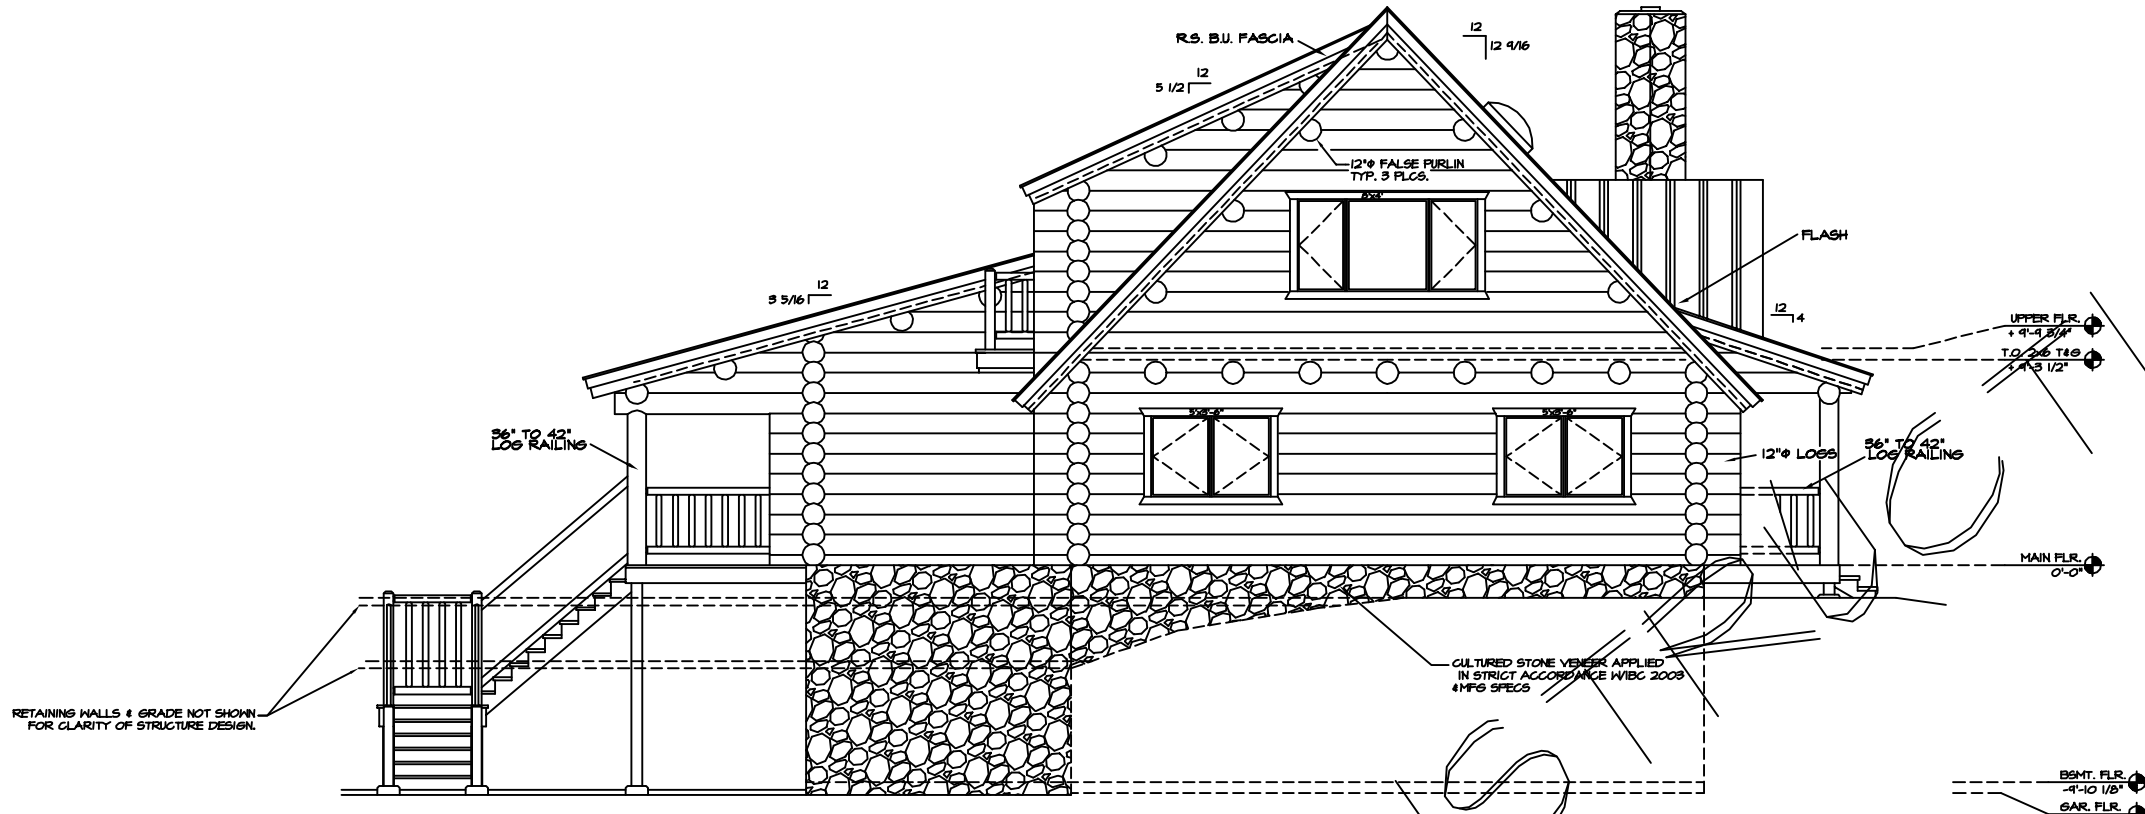 R.S. B.U. FASCIA
12
12 9/16
12
5 1/2
12"Φ FALSE PURLIN
TYP. 3 PLCS.
FLASH
12
3 5/16
12
4
UPPER FLR.
+ 9'-9 3/4"
T.O. 2x6 T&G
+ 9'-3 1/2"
36" TO 42"
LOG RAILING
12"Φ LOGS
36" TO 42"
LOG RAILING
MAIN FLR.
0'-0"
CULTURED STONE VENEER APPLIED
IN STRICT ACCORDANCE W/IBC 2003
& MFG SPECS
RETAINING WALLS & GRADE NOT SHOWN
FOR CLARITY OF STRUCTURE DESIGN.
BSMT. FLR.
-9'-10 1/8"
GAR. FLR.